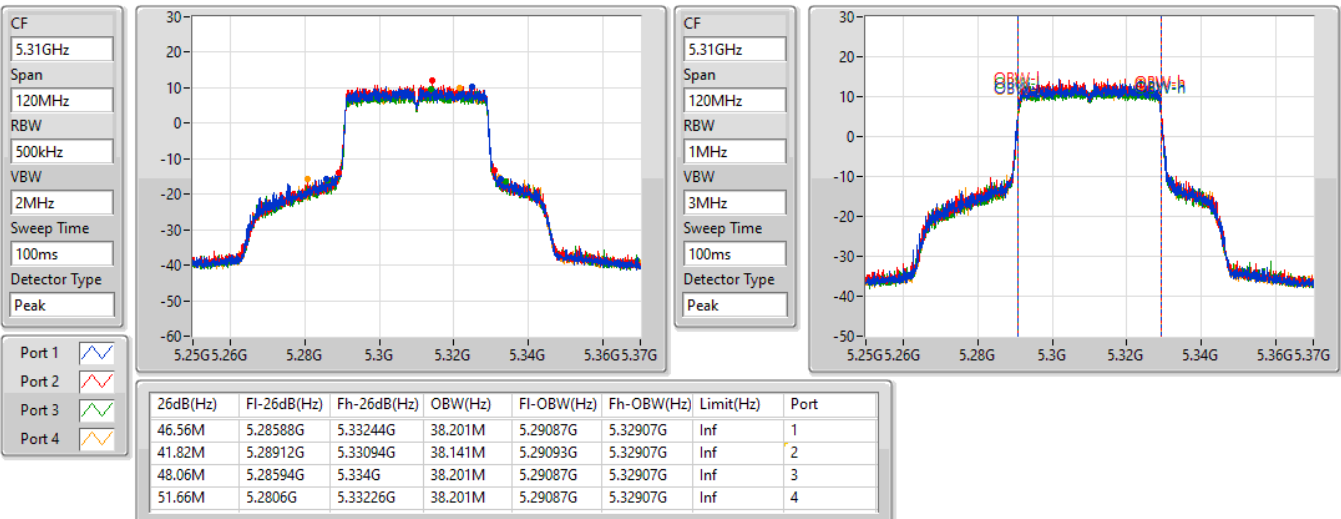 CF
5.31GHz
Span
120MHz
RBW
500kHz
VBW
2MHz
Sweep Time
100ms
Detector Type
Peak
30
20
10
0
-10
-20
-30
-40
-50
-60
5.25G 5.26G 5.28G 5.3G 5.32G 5.34G 5.36G 5.37G
CF
5.31GHz
Span
120MHz
RBW
1MHz
VBW
3MHz
Sweep Time
100ms
Detector Type
Peak
30
20
10
0
-10
-20
-30
-40
-50
OBW-l OBW-h
5.25G 5.26G 5.28G 5.3G 5.32G 5.34G 5.36G 5.37G
Port 1
Port 2
Port 3
Port 4
26dB(Hz) Fl-26dB(Hz) Fh-26dB(Hz) OBW(Hz) Fl-OBW(Hz) Fh-OBW(Hz) Limit(Hz) Port
46.56M 5.28588G 5.33244G 38.201M 5.29087G 5.32907G Inf 1
41.82M 5.28912G 5.33094G 38.141M 5.29093G 5.32907G Inf 2
48.06M 5.28594G 5.334G 38.201M 5.29087G 5.32907G Inf 3
51.66M 5.2806G 5.33226G 38.201M 5.29087G 5.32907G Inf 4